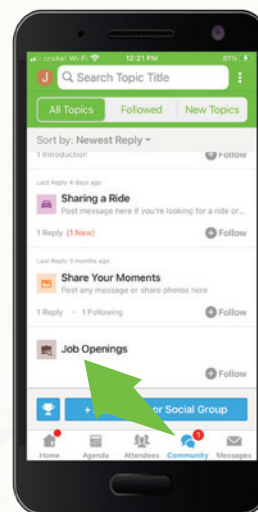 cricket Wi-Fi 12:21 PM 81%
J Search Topic Title
All Topics Followed New Topics
Sort by: Newest Reply
1 Introduction Follow
Last Reply 4 days ago
Sharing a Ride
Post message here if you're looking for a ride or...
1 Reply (1 New) Follow
Last Reply 3 months ago
Share Your Moments
Post any message or share photos here
1 Reply · 1 Following Follow
Job Openings
Follow
+ or Social Group
1
Home Agenda Attendees Community Messages